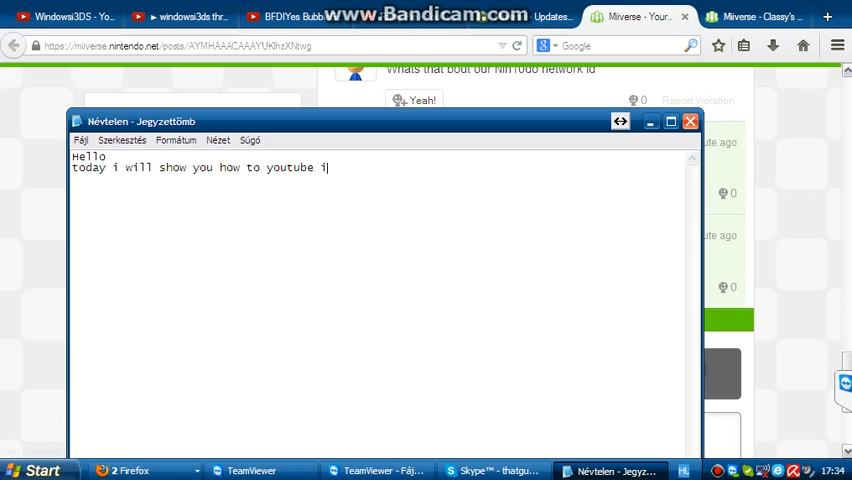 www.Bandicam.com
Windowsi3DS - Yo...
► windowsi3ds thr...
BFDIYes Bubb
- Updates...
Miiverse - Your...
Miiverse - Classy's ...
https://miiverse.nintendo.net/posts/AYMHAAACAAAYUKlhzXNtwg
Google
Whats that bout our Nin10do network id
Yeah!
0
Report Violation
Névtelen - Jegyzettömb
Fájl Szerkesztés Formátum Nézet Súgó
Hello
today i will show you how to youtube i
ute ago
0
ute ago
0
Start
2 Firefox
TeamViewer
TeamViewer - Fáj...
Skype™ - thatgu...
Névtelen - Jegyz...
HL
17:34